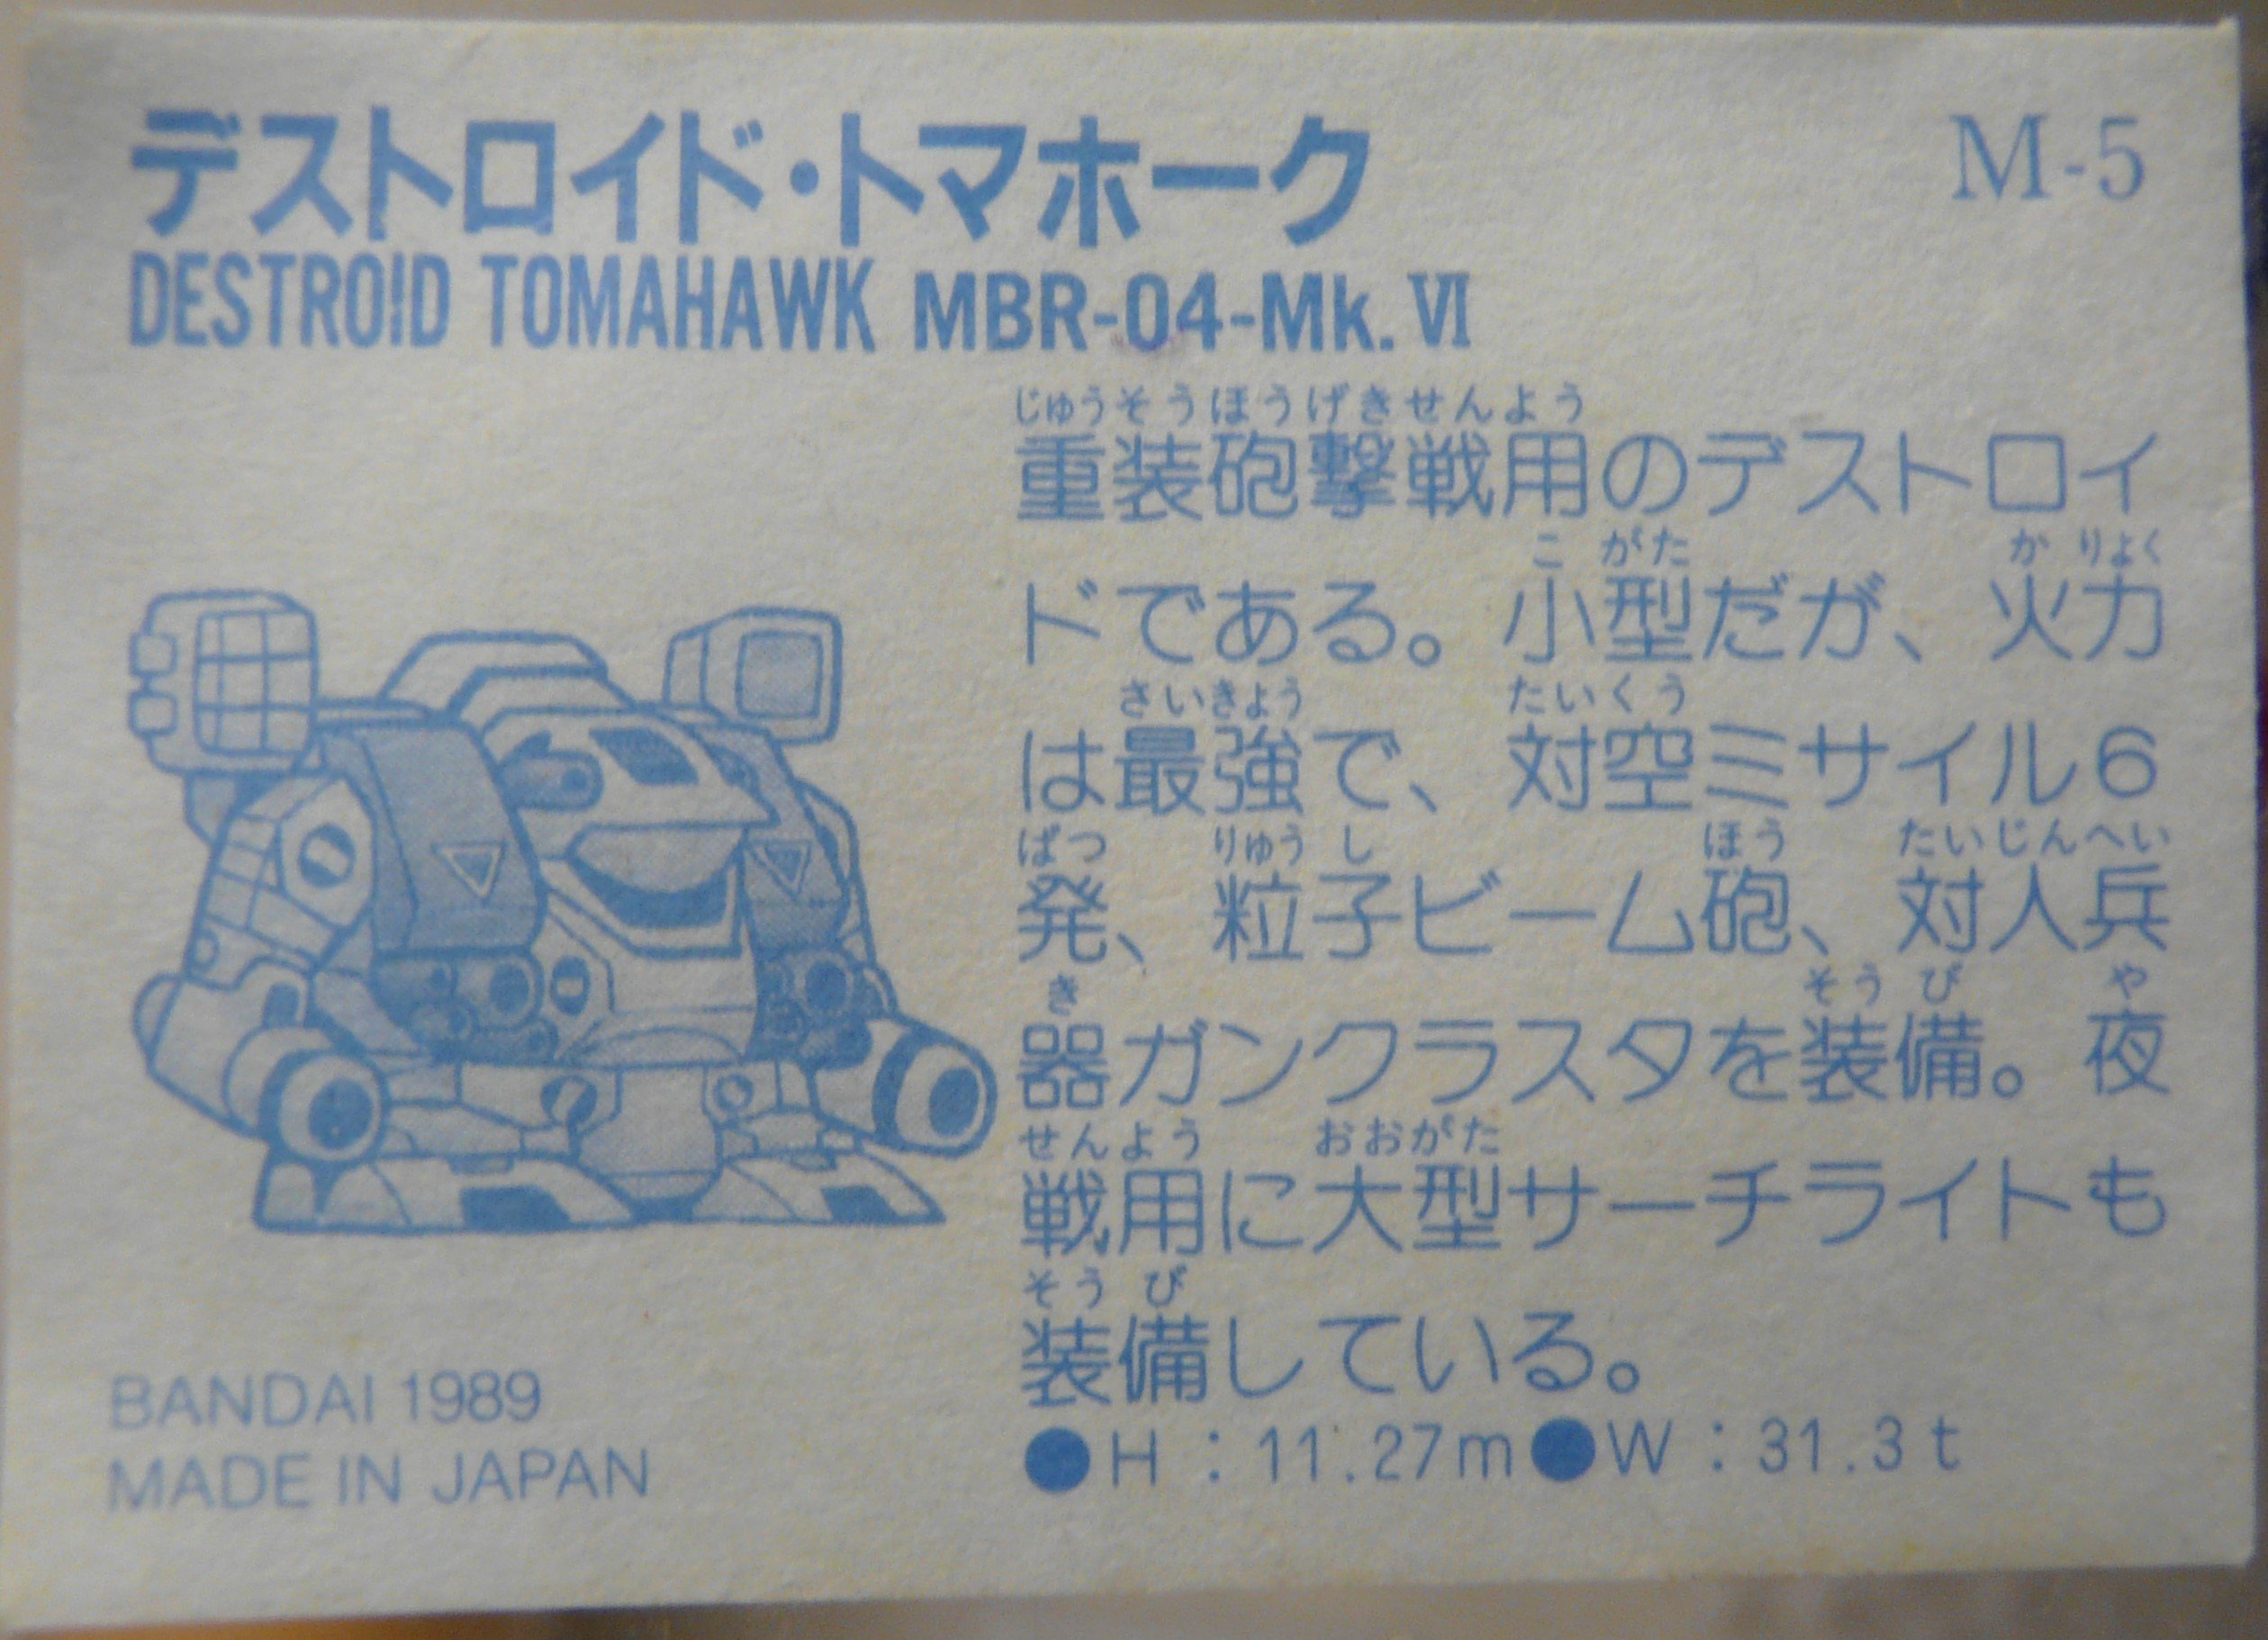 デストロイド・トマホーク
M-5
DESTROID TOMAHAWK MBR-04-Mk.Ⅵ
じゅうそうほうげきせんよう
重装砲撃戦用のデストロイ
こ がた か りょく
ドである。小型だが、火力
さいきょう たいくう
は最強で、対空ミサイル6
ぱつ りゅう し ほう たいじんへい
発、粒子ビーム砲、対人兵
き そう び や
器ガンクラスタを装備。夜
せんよう おおがた
戦用に大型サーチライトも
そう び
装備している。
●H：11.27m●W：31.3t
BANDAI 1989
MADE IN JAPAN